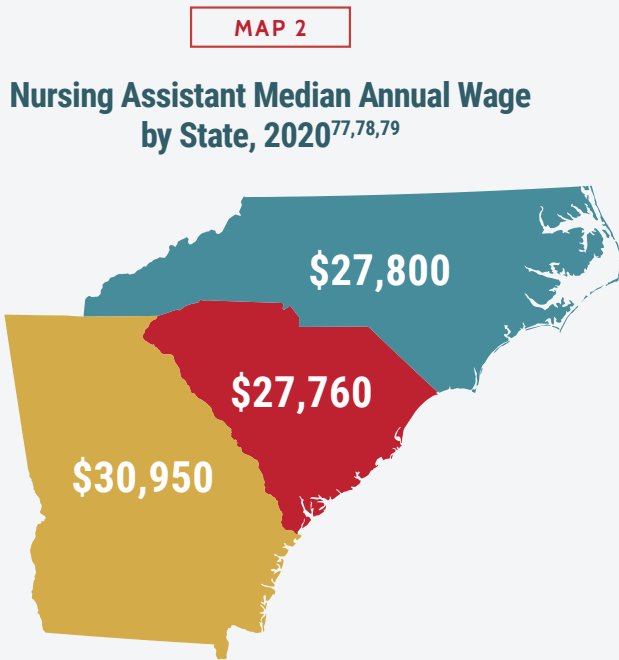 MAP 2
Nursing Assistant Median Annual Wage
by State, 202077,78,79
$27,800
$27,760
$30,950